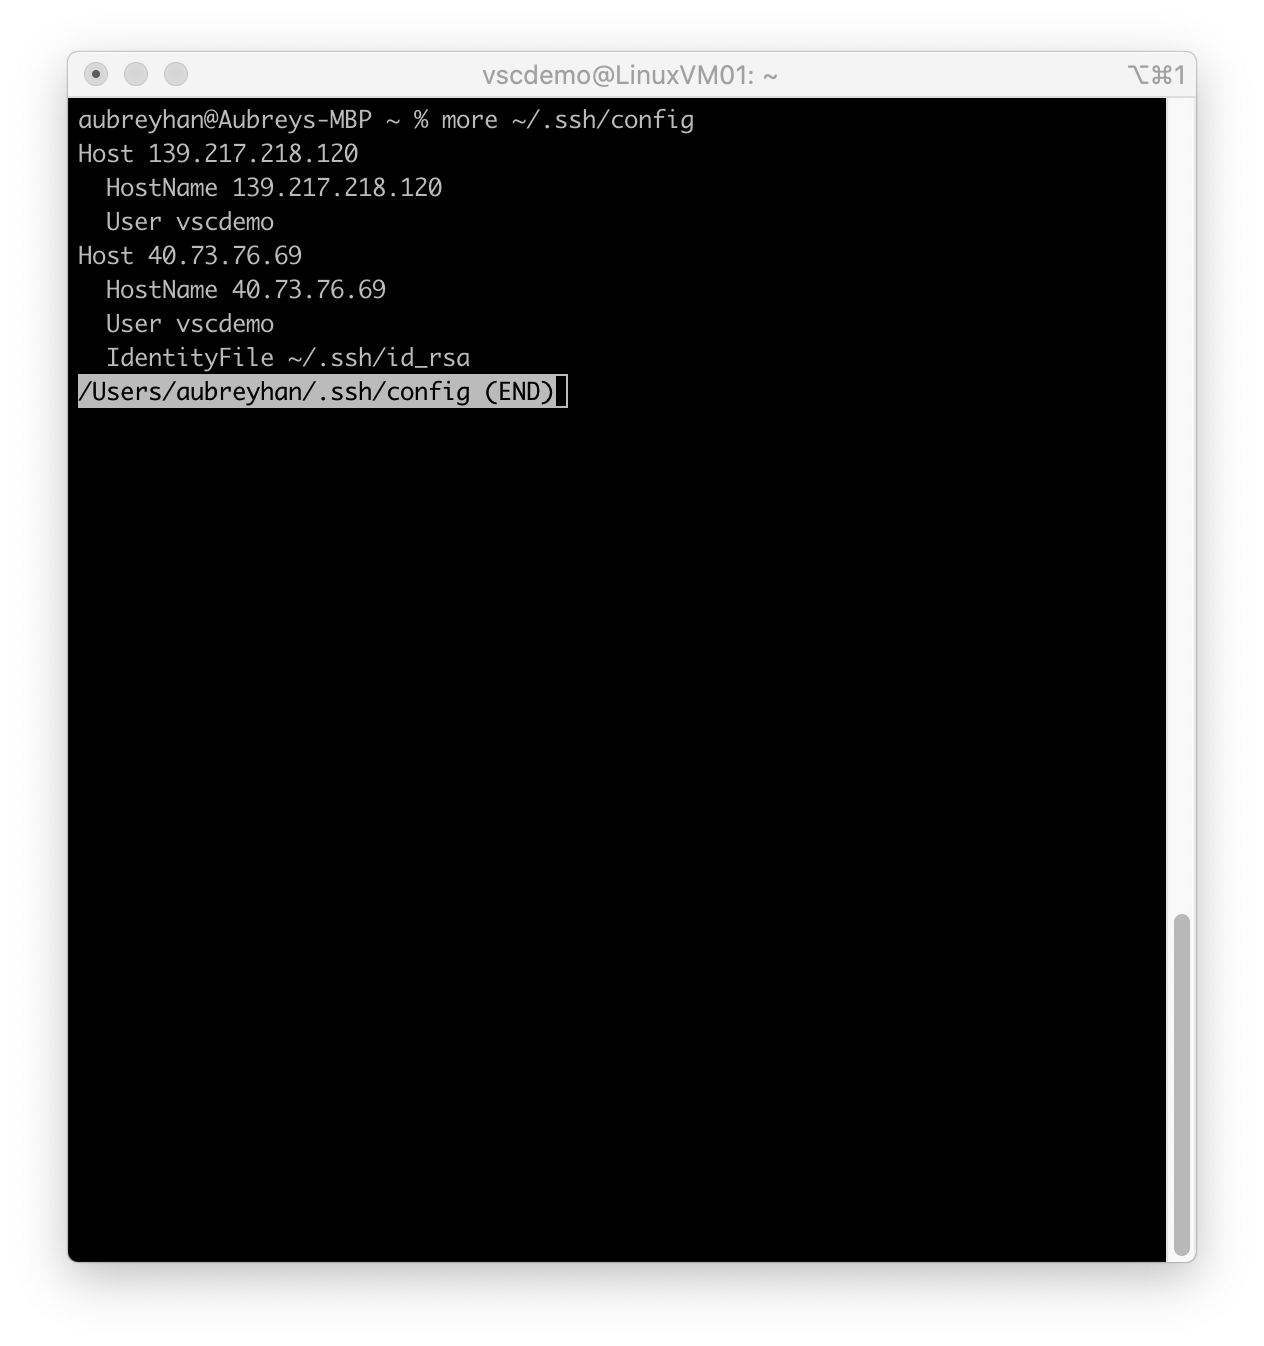 vscdemo@LinuxVM01: ~
⌥⌘1
aubreyhan@Aubreys-MBP ~ % more ~/.ssh/config
Host 139.217.218.120
  HostName 139.217.218.120
  User vscdemo
Host 40.73.76.69
  HostName 40.73.76.69
  User vscdemo
  IdentityFile ~/.ssh/id_rsa
/Users/aubreyhan/.ssh/config (END)